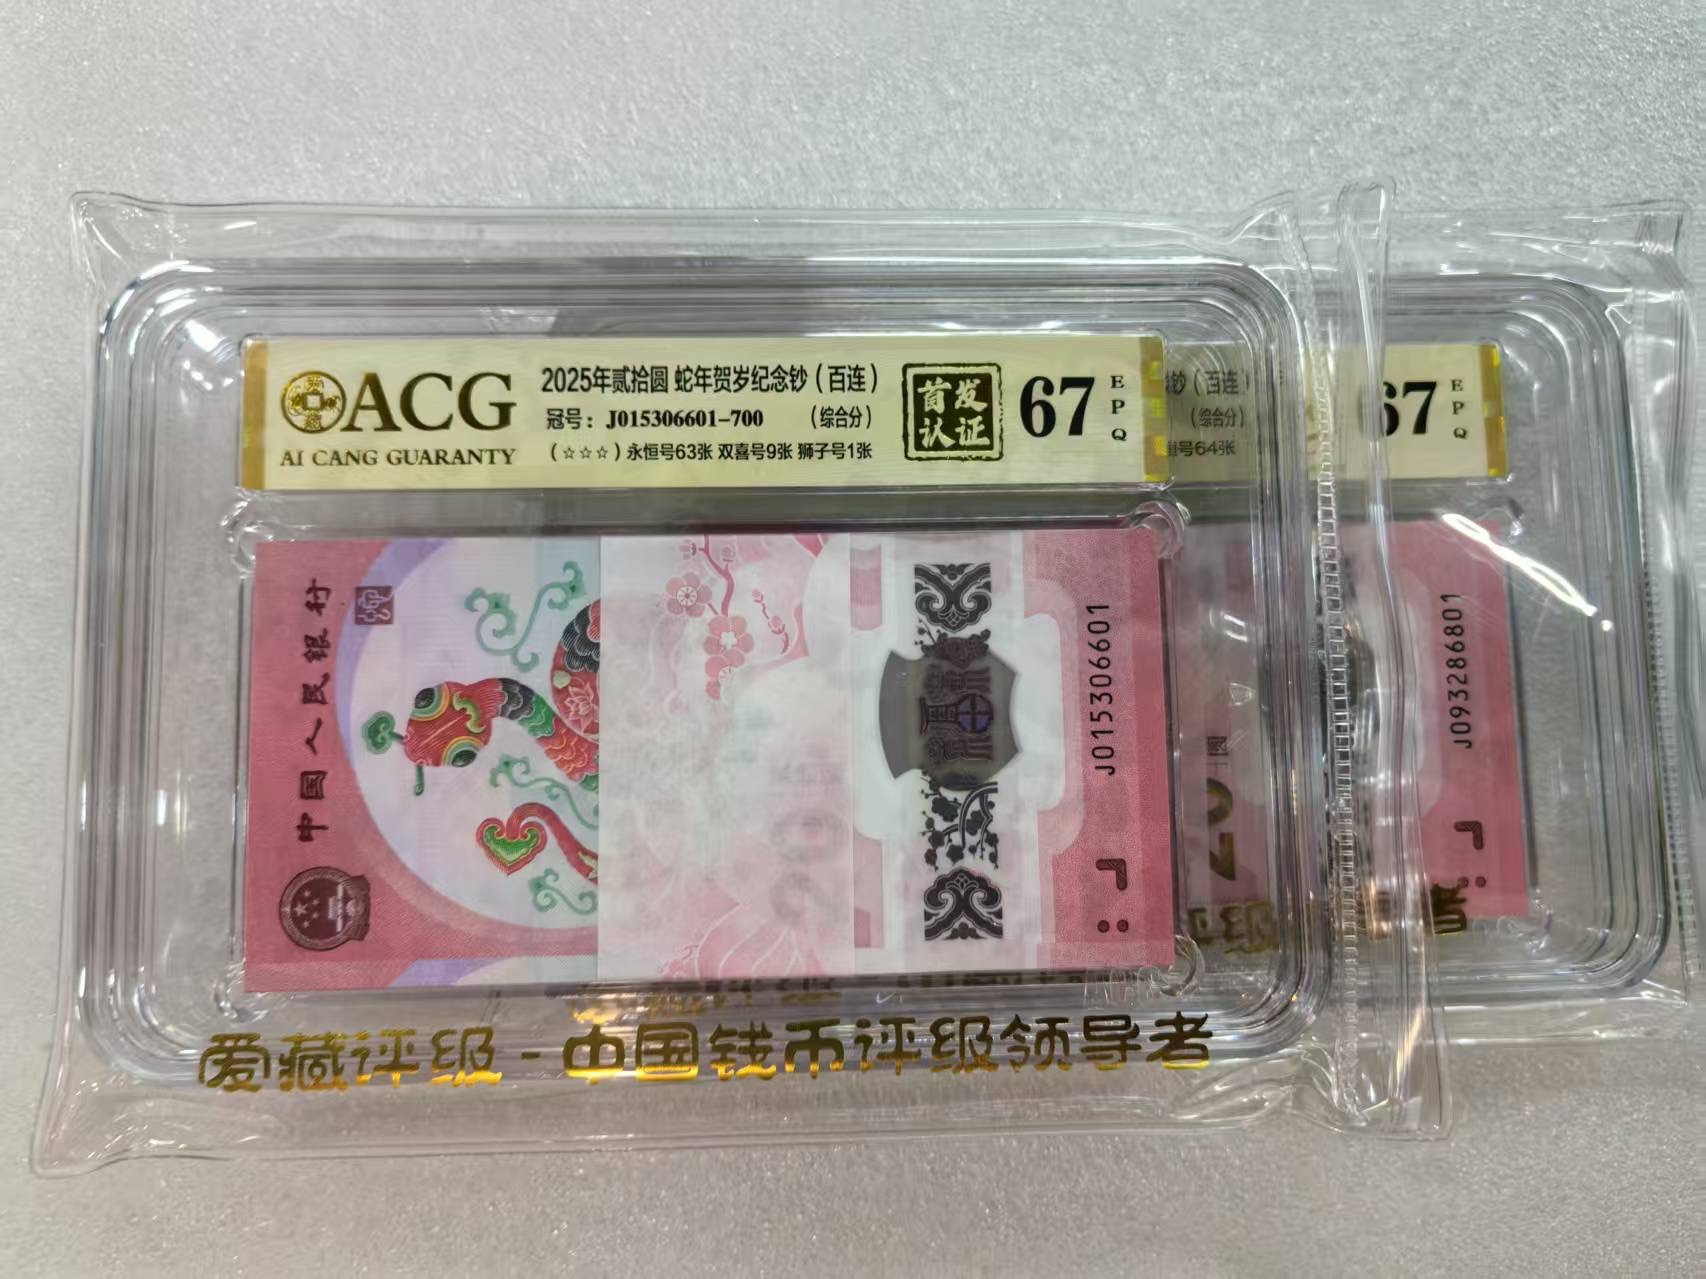 ACG
AI CANG GUARANTY
2025年贰拾圆 蛇年贺岁纪念钞（百连）
冠号：J015306601-700 （综合分）
（☆☆☆）永恒号63张 双喜号9张 狮子号1张
首发
认证
67
EPQ
钞（百连）
（综合分）
号64张
67
EPQ
中国人民银行
J015306601
J093286801
圆
20
爱藏评级-中国钱币评级领导者